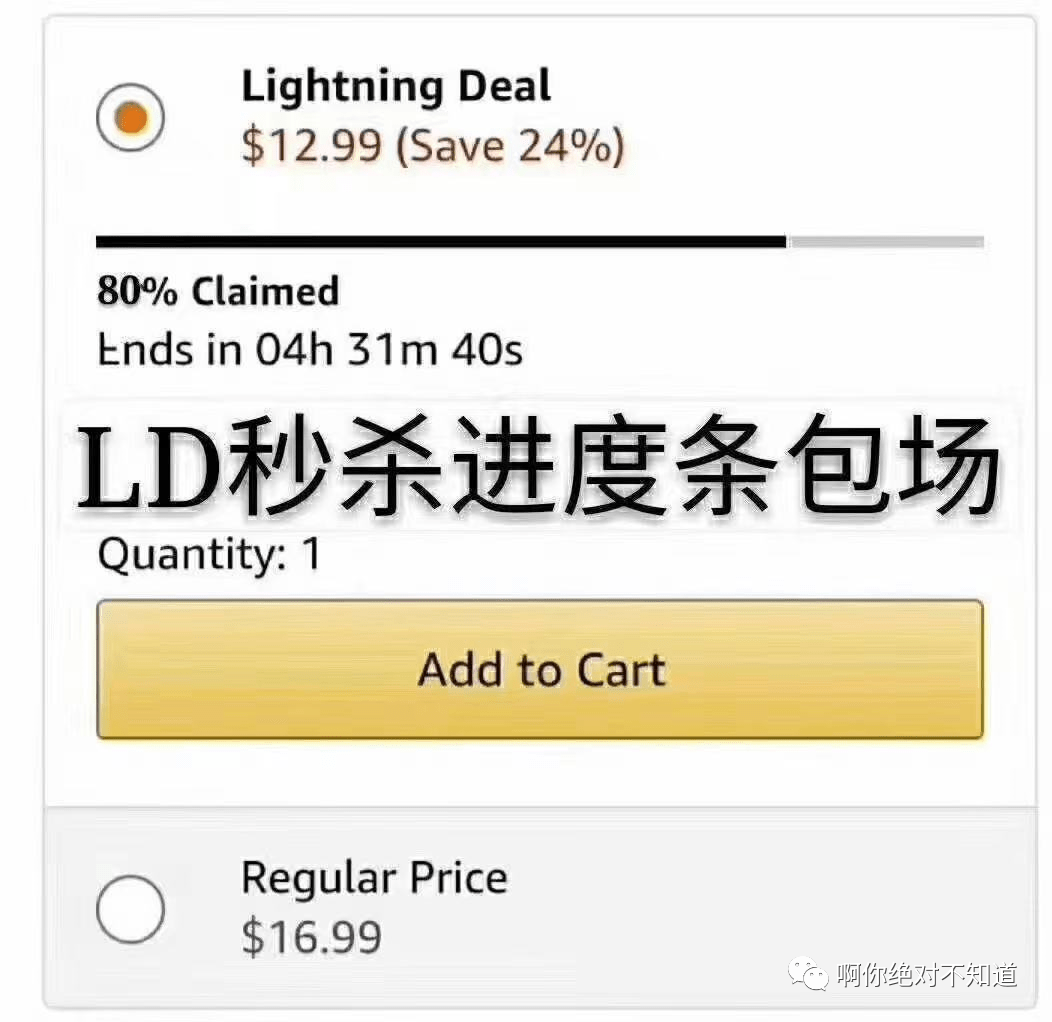 Lightning Deal
$12.99 (Save 24%)
80% Claimed
Ends in 04h 31m 40s
LD秒杀进度条包场
Quantity: 1
Add to Cart
Regular Price
$16.99
啊你绝对不知道